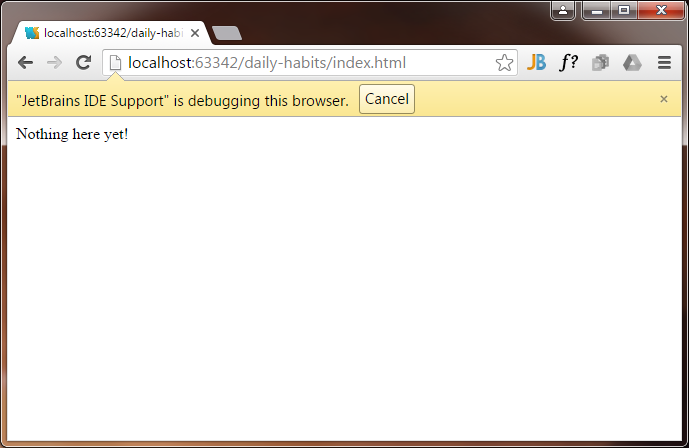 localhost:63342/daily-habi
localhost:63342/daily-habits/index.html
JB
f?
"JetBrains IDE Support" is debugging this browser. Cancel
Nothing here yet!